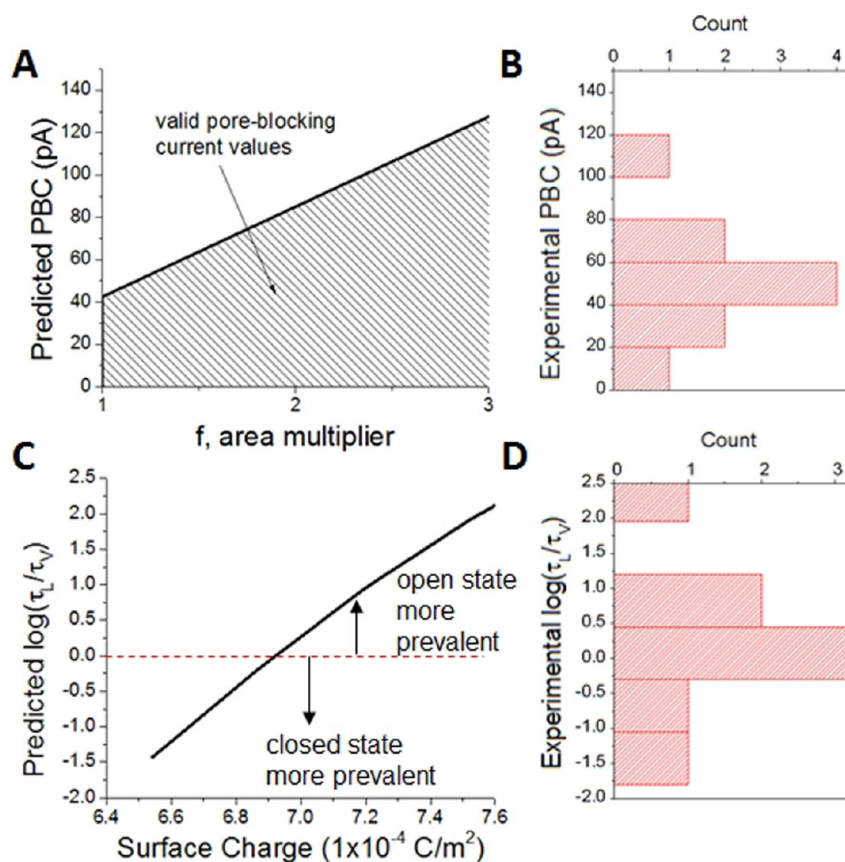 A
Predicted PBC (pA)
140
120
100
80
60
40
20
0
valid pore-blocking
current values
1
2
3
f, area multiplier
B
Count
0 1 2 3 4
Experimental PBC (pA)
140
120
100
80
60
40
20
0
C
Predicted log(τL/τV)
2.5
2.0
1.5
1.0
0.5
0.0
-0.5
-1.0
-1.5
-2.0
open state
more
prevalent
closed state
more prevalent
6.4 6.6 6.8 7.0 7.2 7.4 7.6
Surface Charge (1x10⁻⁴ C/m²)
D
Count
0 1 2 3
Experimental log(τL/τV)
2.5
2.0
1.5
1.0
0.5
0.0
-0.5
-1.0
-1.5
-2.0